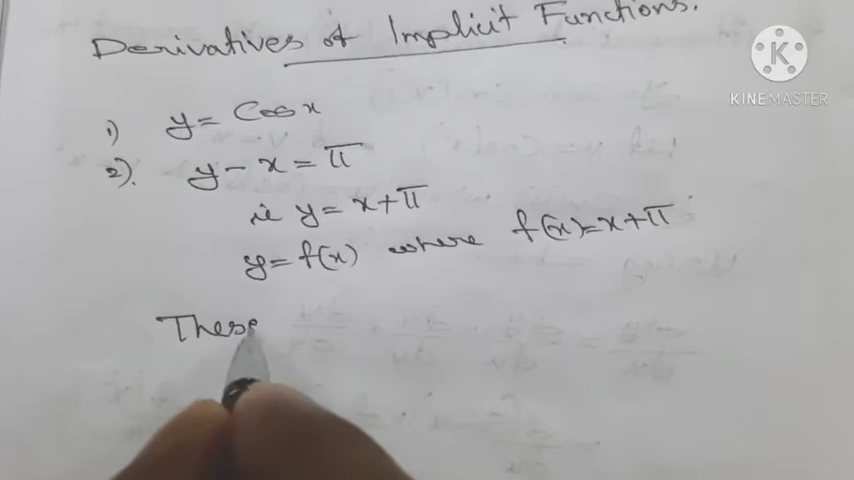 Derivatives of Implicit Functions.
1) y = Cos x
2). y - x = π
ie y = x + π
y = f(x) where f(x) = x + π
These
K
KINEMASTER